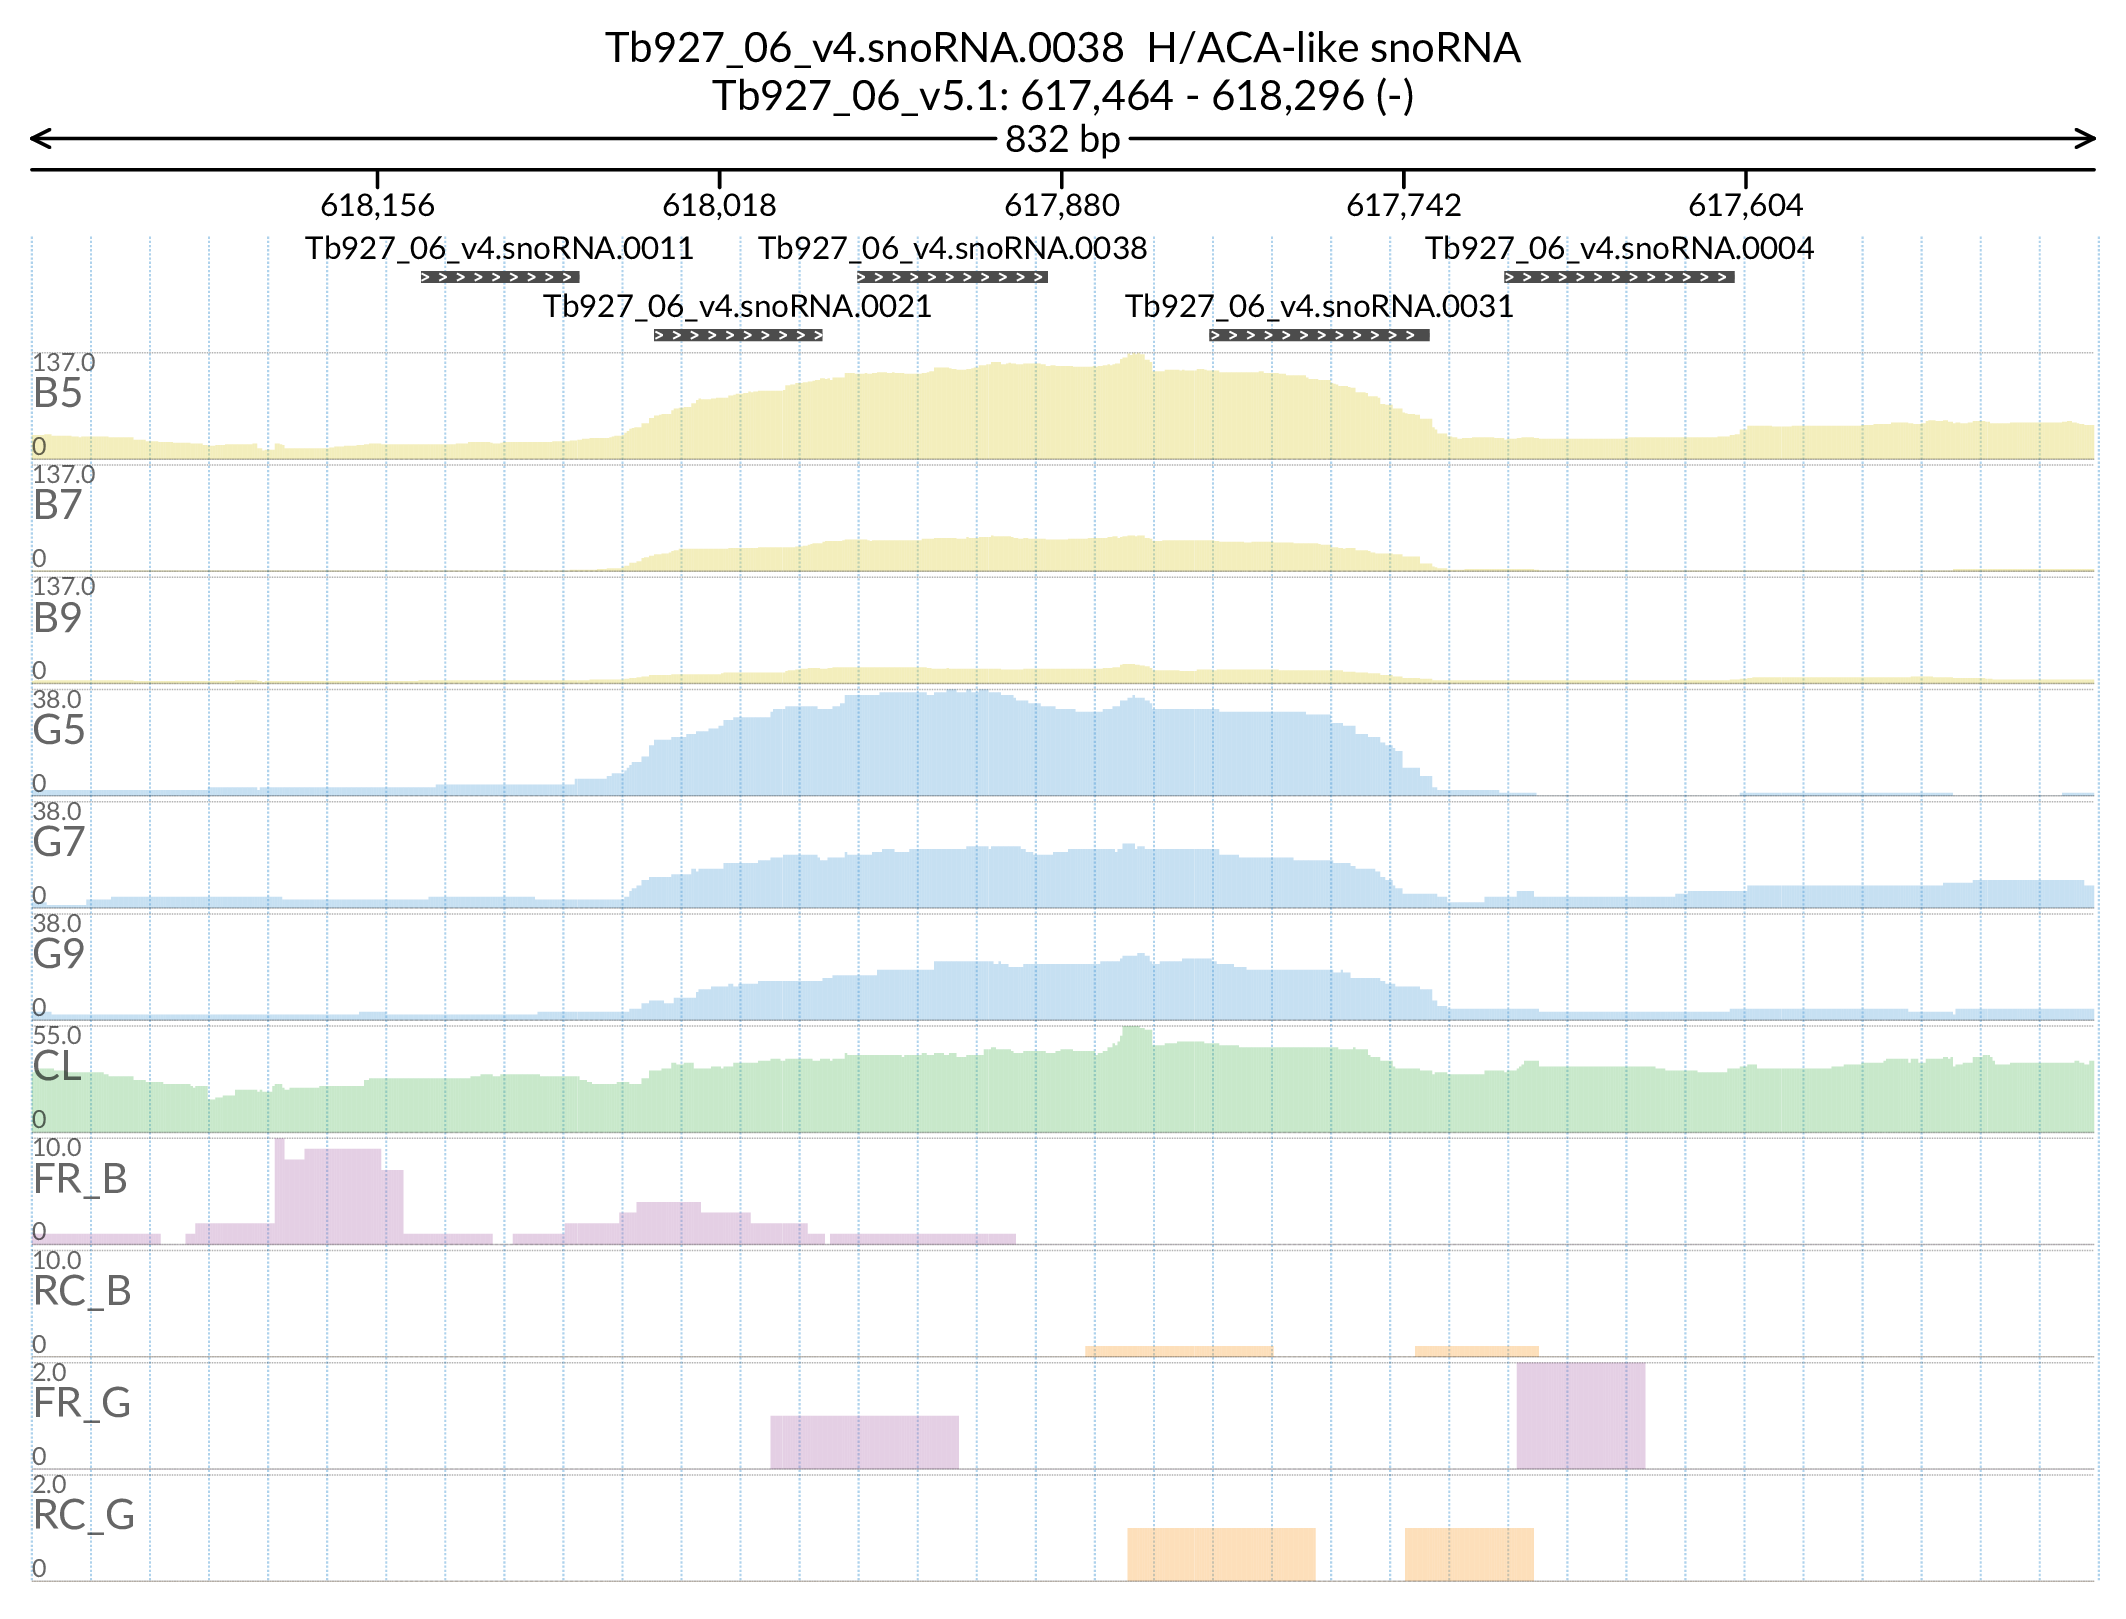 Tb927_06_v4.snoRNA.0038 H/ACA-like snoRNA
Tb927_06_v5.1: 617,464 - 618,296 (-)
832 bp
618,156 618,018 617,880 617,742 617,604
Tb927_06_v4.snoRNA.0011 Tb927_06_v4.snoRNA.0038 Tb927_06_v4.snoRNA.0004
Tb927_06_v4.snoRNA.0021 Tb927_06_v4.snoRNA.0031
137.0
B5
0
137.0
B7
0
137.0
B9
0
38.0
G5
0
38.0
G7
0
38.0
G9
0
55.0
CL
0
10.0
FR_B
0
10.0
RC_B
0
2.0
FR_G
0
2.0
RC_G
0